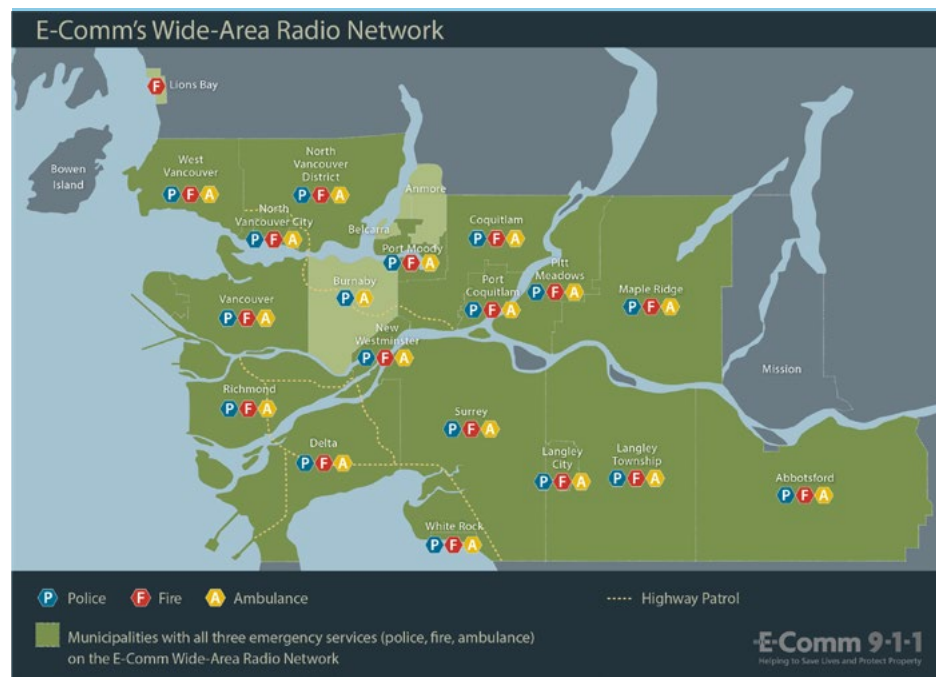 E-Comm's Wide-Area Radio Network
F Lions Bay
Bowen
Island
West
Vancouver
P F A
North
Vancouver
District
P F A
North
Vancouver City
P F A
Anmore
Belcarra
Port Moody
P F A
Coquitlam
P F A
Burnaby
P A
Port
Coquitlam
P F A
Pitt
Meadows
P F A
Maple Ridge
P F A
Vancouver
P F A
New
Westminster
P F A
Mission
Richmond
P F A
Surrey
P F A
Delta
P F A
Langley
City
P F A
Langley
Township
P F A
Abbotsford
P F A
White Rock
P F A
P Police F Fire A Ambulance
Highway Patrol
Municipalities with all three emergency services (police, fire, ambulance)
on the E-Comm Wide-Area Radio Network
E-Comm 9-1-1
Helping to Save Lives and Protect Property